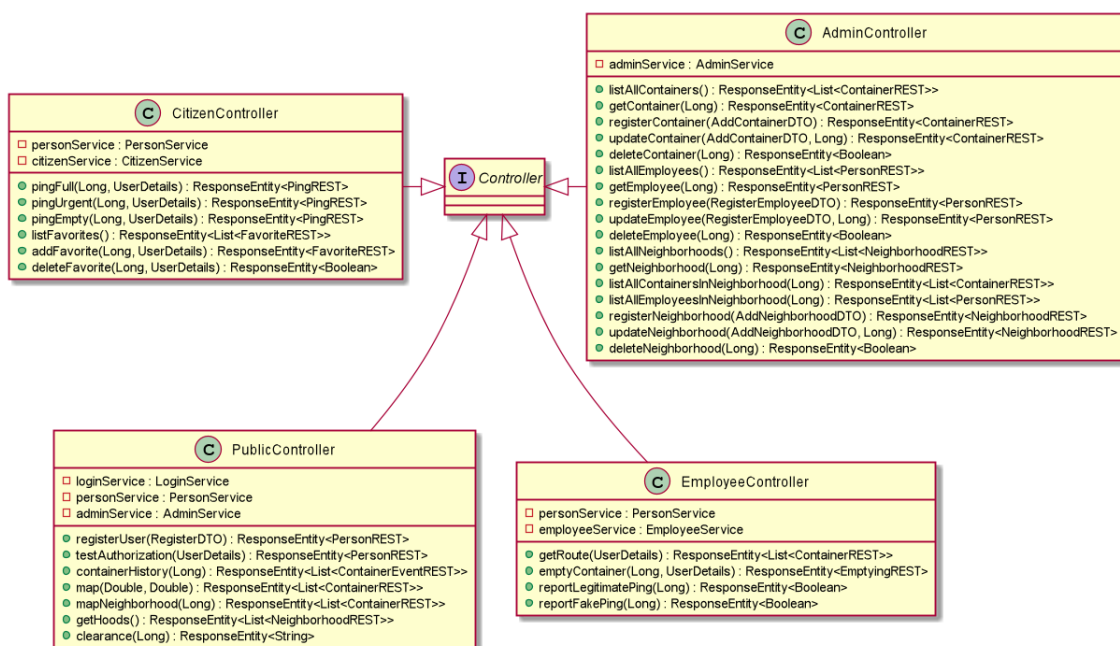 C AdminController
adminService : AdminService
listAllContainers() : ResponseEntity<List<ContainerREST>>
getContainer(Long) : ResponseEntity<ContainerREST>
registerContainer(AddContainerDTO) : ResponseEntity<ContainerREST>
updateContainer(AddContainerDTO, Long) : ResponseEntity<ContainerREST>
deleteContainer(Long) : ResponseEntity<Boolean>
listAllEmployees() : ResponseEntity<List<PersonREST>>
getEmployee(Long) : ResponseEntity<PersonREST>
registerEmployee(RegisterEmployeeDTO) : ResponseEntity<PersonREST>
updateEmployee(RegisterEmployeeDTO, Long) : ResponseEntity<PersonREST>
deleteEmployee(Long) : ResponseEntity<Boolean>
listAllNeighborhoods() : ResponseEntity<List<NeighborhoodREST>>
getNeighborhood(Long) : ResponseEntity<NeighborhoodREST>
listAllContainersInNeighborhood(Long) : ResponseEntity<List<ContainerREST>>
listAllEmployeesInNeighborhood(Long) : ResponseEntity<List<PersonREST>>
registerNeighborhood(AddNeighborhoodDTO) : ResponseEntity<NeighborhoodREST>
updateNeighborhood(AddNeighborhoodDTO, Long) : ResponseEntity<NeighborhoodREST>
deleteNeighborhood(Long) : ResponseEntity<Boolean>
C CitizenController
personService : PersonService
citizenService : CitizenService
pingFull(Long, UserDetails) : ResponseEntity<PingREST>
pingUrgent(Long, UserDetails) : ResponseEntity<PingREST>
pingEmpty(Long, UserDetails) : ResponseEntity<PingREST>
listFavorites() : ResponseEntity<List<FavoriteREST>>
addFavorite(Long, UserDetails) : ResponseEntity<FavoriteREST>
deleteFavorite(Long, UserDetails) : ResponseEntity<Boolean>
I Controller
C PublicController
loginService : LoginService
personService : PersonService
adminService : AdminService
registerUser(RegisterDTO) : ResponseEntity<PersonREST>
testAuthorization(UserDetails) : ResponseEntity<PersonREST>
containerHistory(Long) : ResponseEntity<List<ContainerEventREST>>
map(Double, Double) : ResponseEntity<List<ContainerREST>>
mapNeighborhood(Long) : ResponseEntity<List<ContainerREST>>
getHoods() : ResponseEntity<List<NeighborhoodREST>>
clearance(Long) : ResponseEntity<String>
C EmployeeController
personService : PersonService
employeeService : EmployeeService
getRoute(UserDetails) : ResponseEntity<List<ContainerREST>>
emptyContainer(Long, UserDetails) : ResponseEntity<EmptyingREST>
reportLegitimatePing(Long) : ResponseEntity<Boolean>
reportFakePing(Long) : ResponseEntity<Boolean>